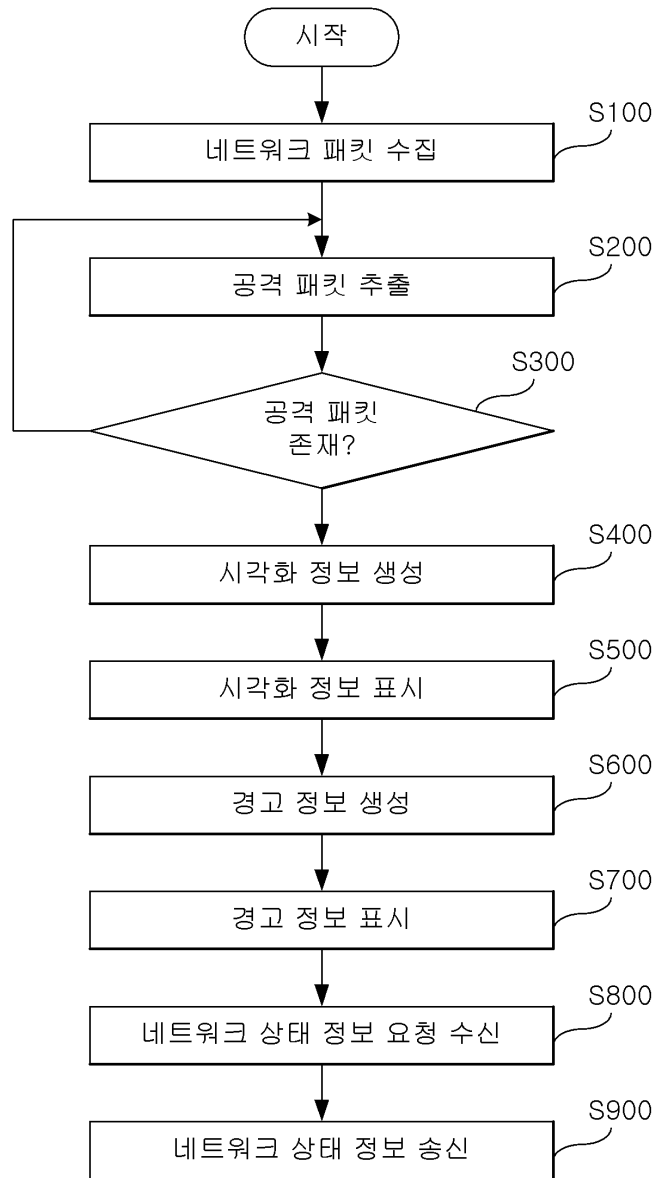 시작
S100
네트워크 패킷 수집
S200
공격 패킷 추출
S300
공격 패킷
존재?
S400
시각화 정보 생성
S500
시각화 정보 표시
S600
경고 정보 생성
S700
경고 정보 표시
S800
네트워크 상태 정보 요청 수신
S900
네트워크 상태 정보 송신